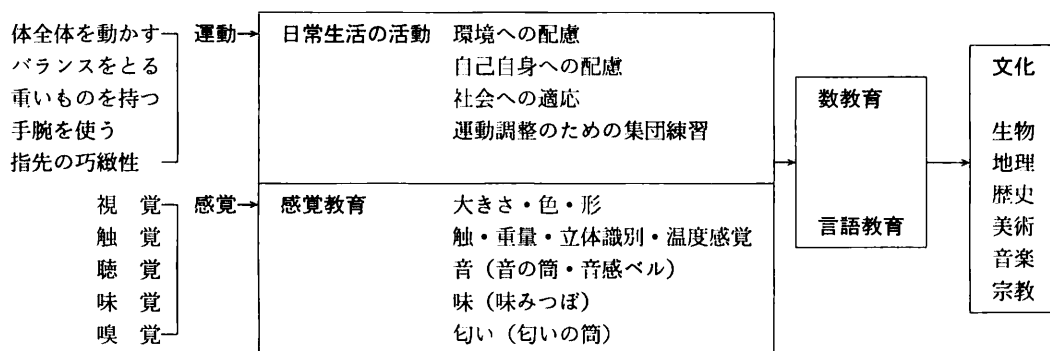 体全体を動かす 運動 日常生活の活動 環境への配慮
バランスをとる 自己自身への配慮
重いものを持つ 社会への適応
手腕を使う 運動調整のための集団練習
指先の巧緻性
視 覚 感覚 感覚教育 大きさ・色・形
触 覚 触・重量・立体識別・温度感覚
聴 覚 音（音の筒・音感ベル）
味 覚 味（味みつぼ）
嗅 覚 匂い（匂いの筒）
数教育
言語教育
文化
生物
地理
歴史
美術
音楽
宗教